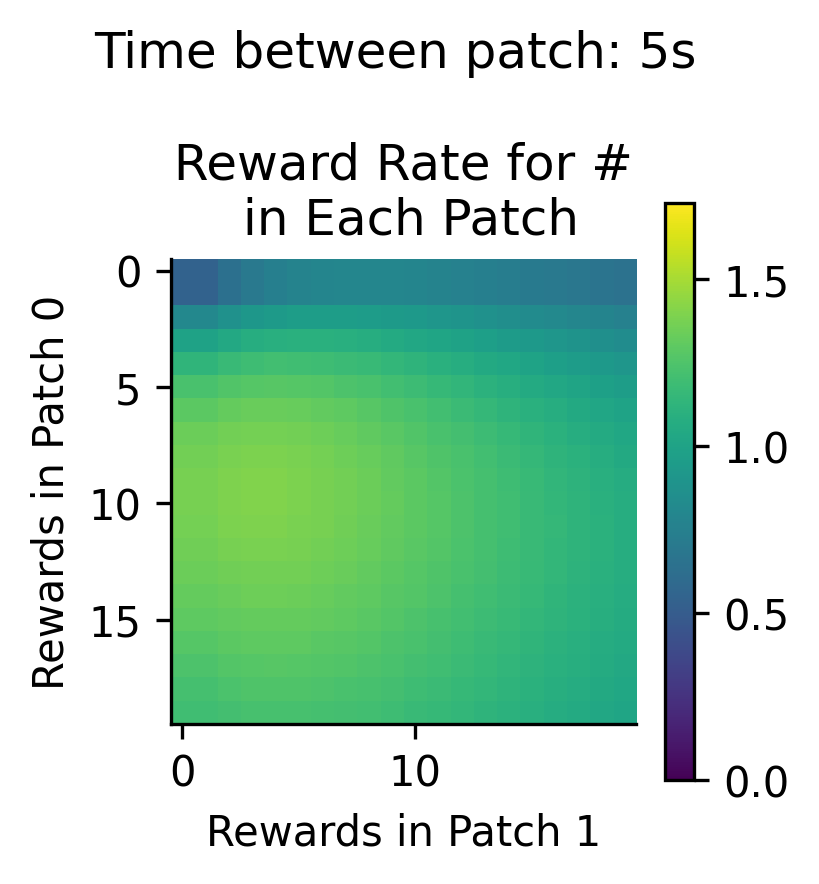 Time between patch: 5s
Reward Rate for #
in Each Patch
Rewards in Patch 0
0
5
10
15
0
10
Rewards in Patch 1
1.5
1.0
0.5
0.0